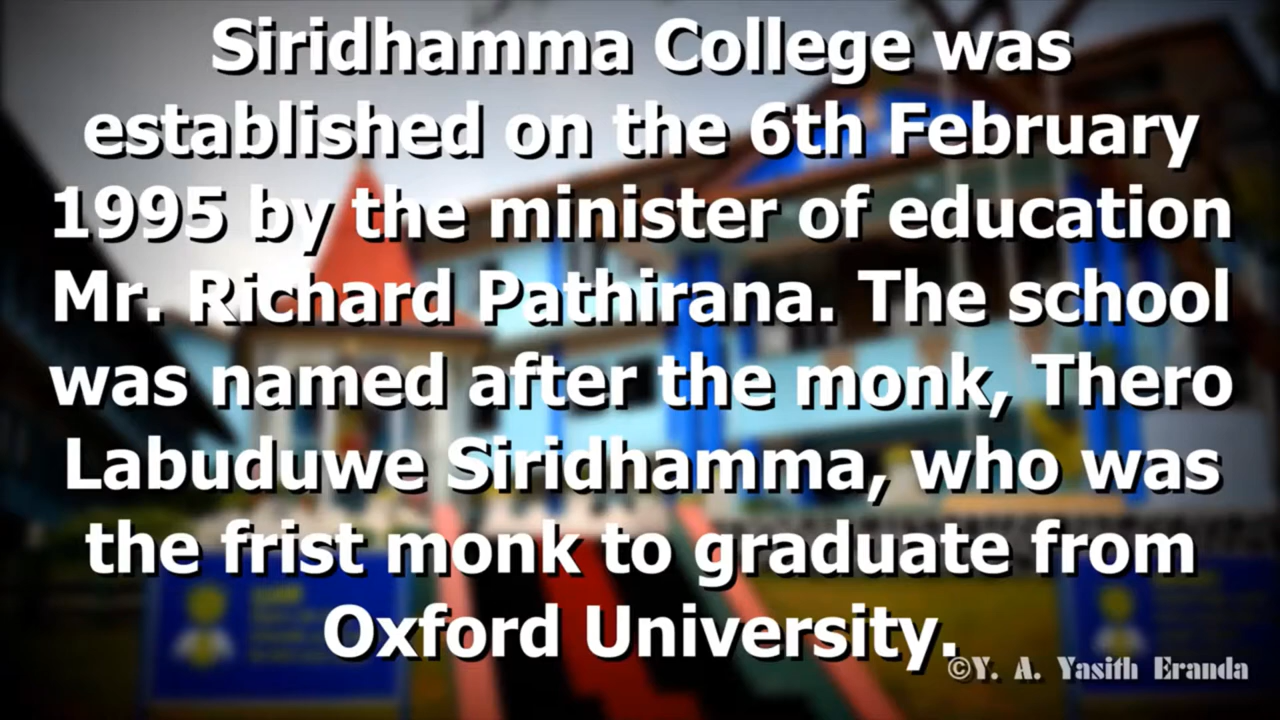 Siridhamma College was
established on the 6th February
1995 by the minister of education
Mr. Richard Pathirana. The school
was named after the monk, Thero
Labuduwe Siridhamma, who was
the frist monk to graduate from
Oxford University.
©Y. A. Yasith Eranda